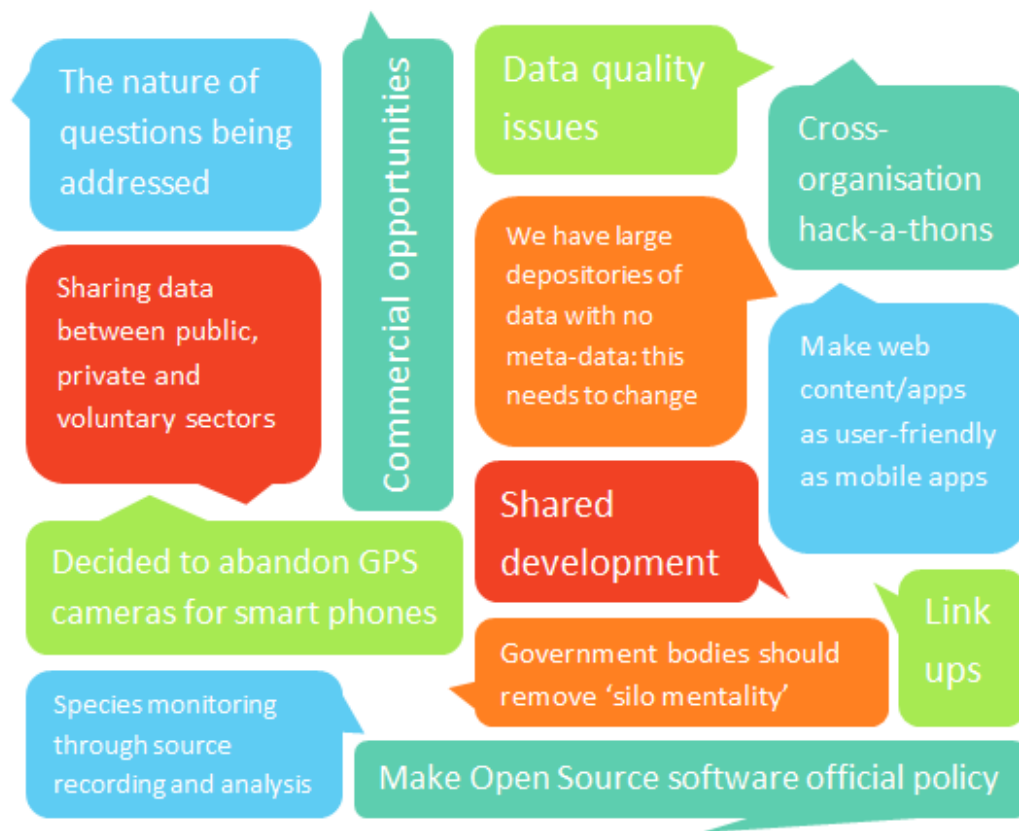 The nature of
questions being
addressed
Commercial opportunities
Data quality
issues
Cross-
organisation
hack-a-thons
Sharing data
between public,
private and
voluntary sectors
We have large
depositories of
data with no
meta-data: this
needs to change
Make web
content/apps
as user-friendly
as mobile apps
Decided to abandon GPS
cameras for smart phones
Shared
development
Link
ups
Government bodies should
remove ‘silo mentality’
Species monitoring
through source
recording and analysis
Make Open Source software official policy